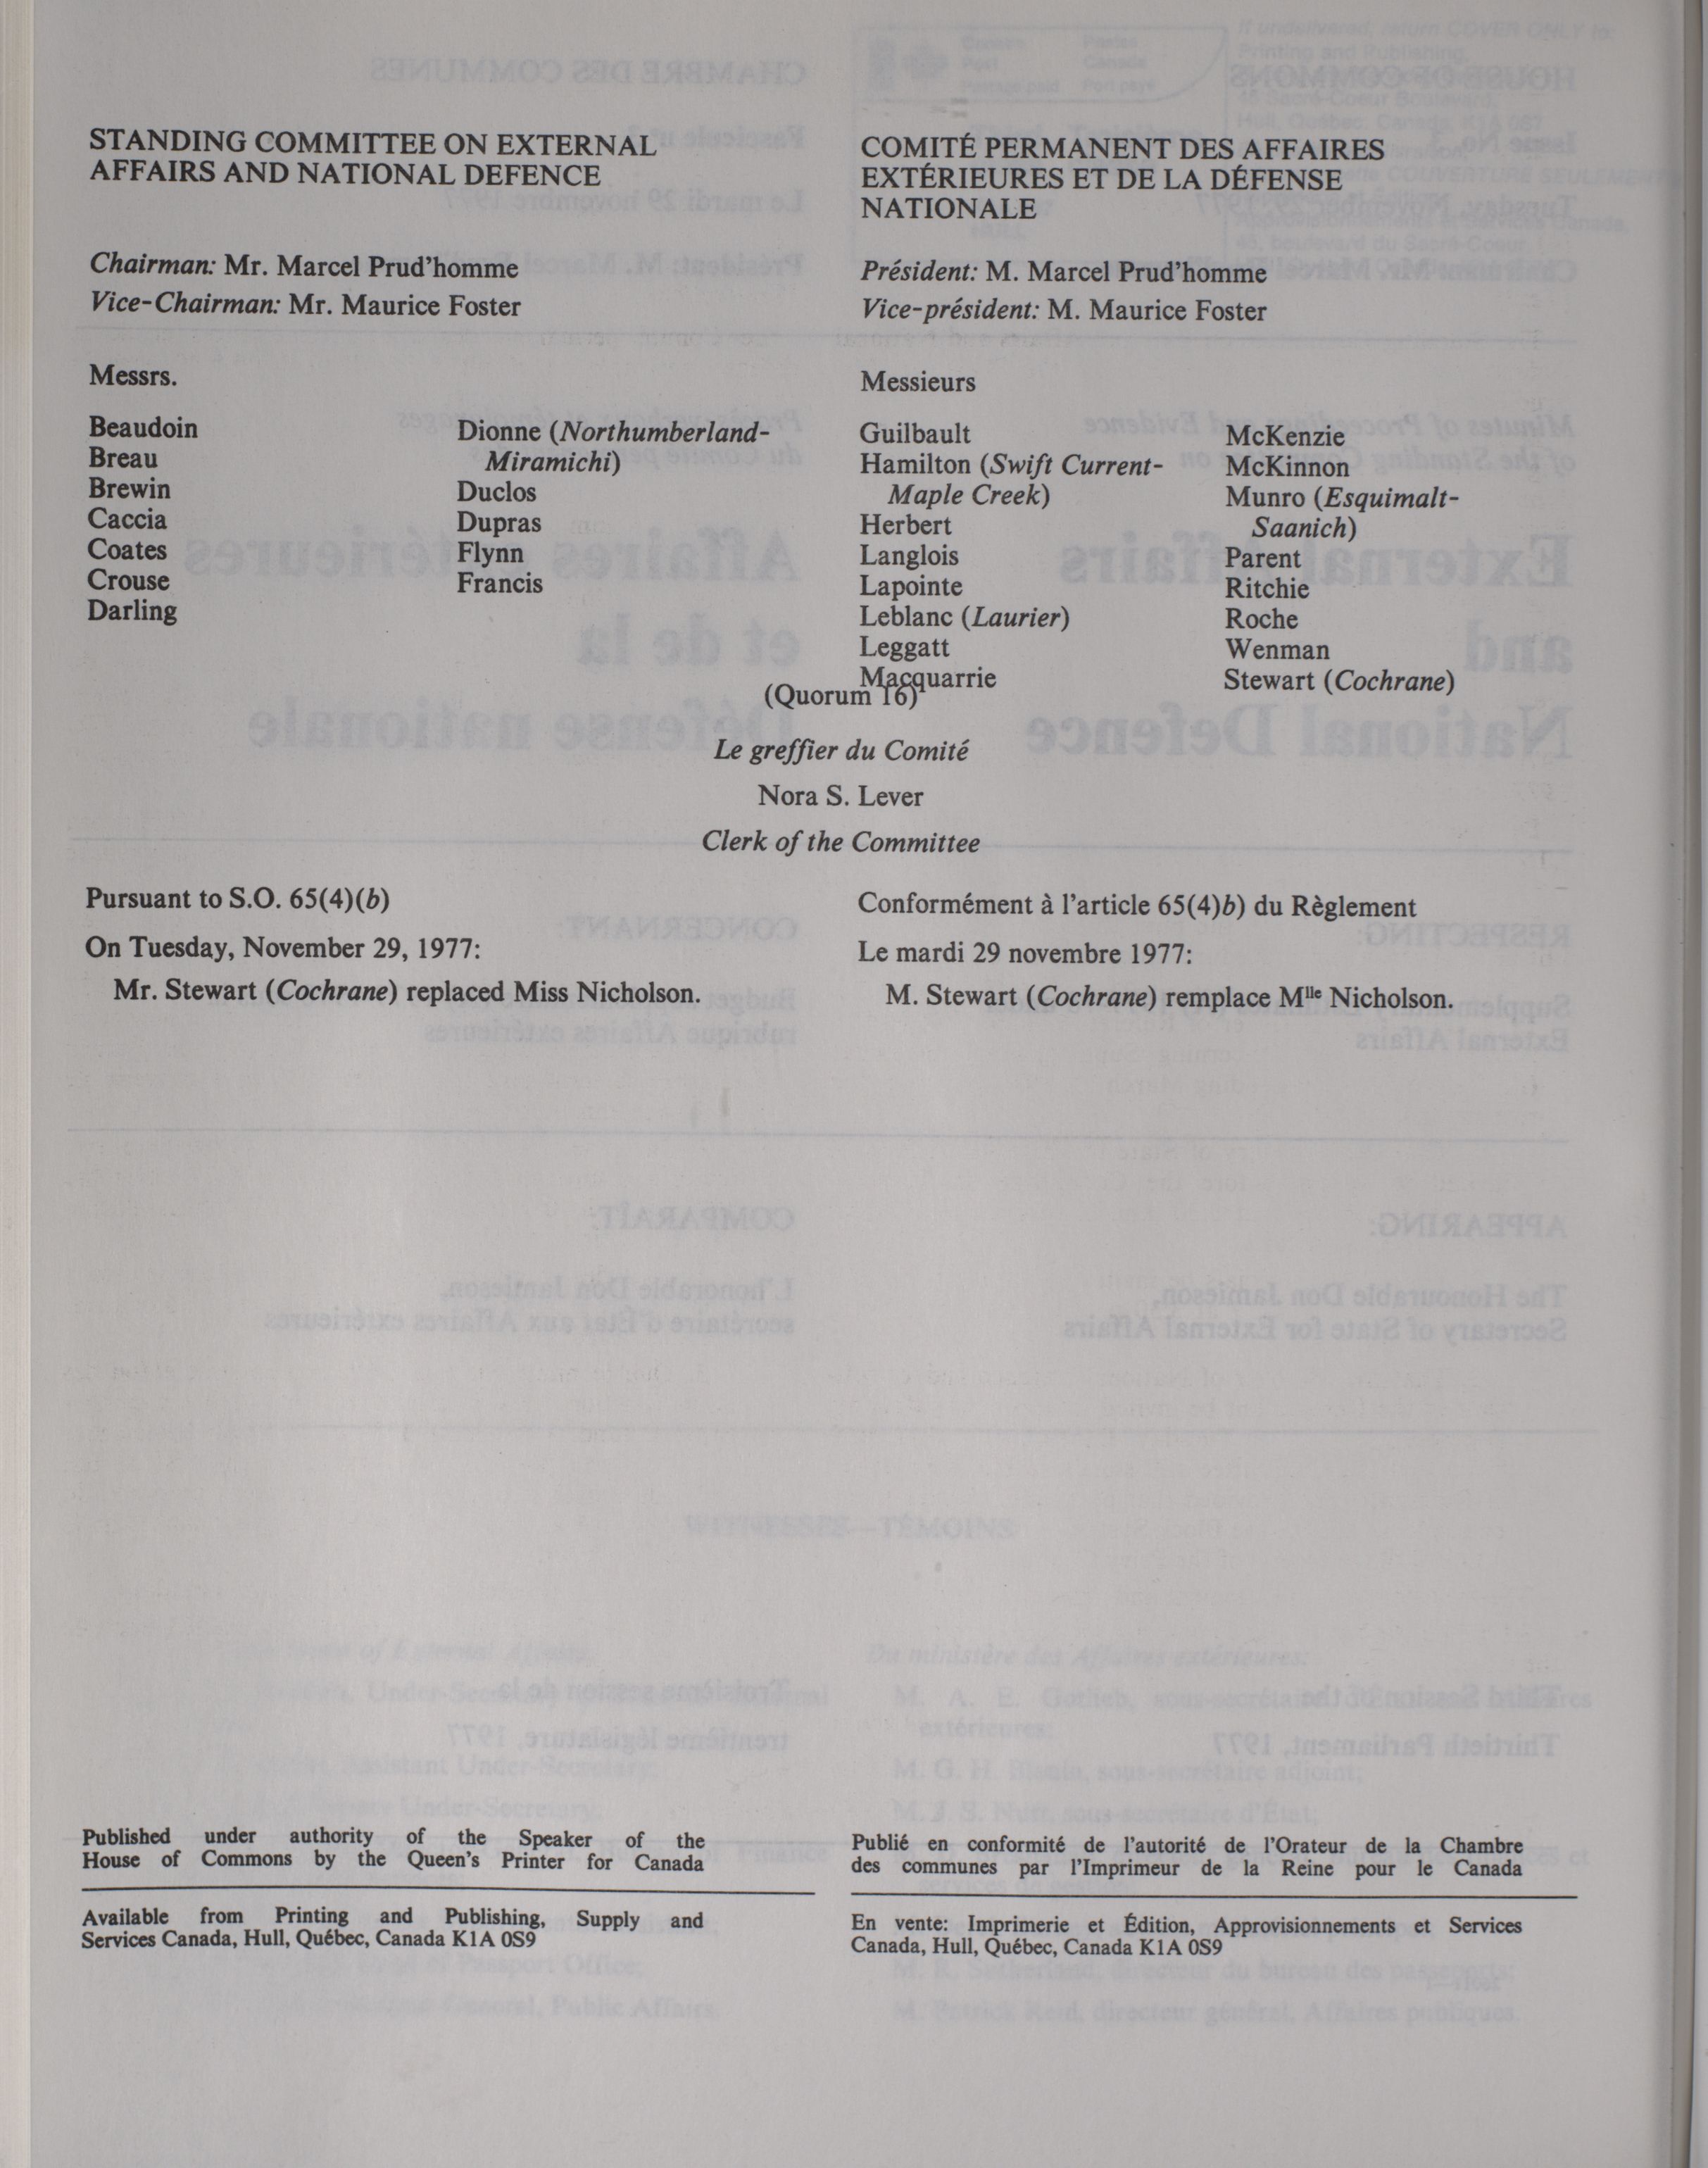 STANDING COMMITTEE ON EXTERNAL
AFFAIRS AND NATIONAL DEFENCE
Chairman: Mr. Marcel Prud'homme
Vice-Chairman: Mr. Maurice Foster
Messrs.
Beaudoin
Breau
Brewin
Caccia
Coates
Crouse
Darling
Dionne (Northumberland-
Miramichi)
Duclos
Dupras
Flynn
Francis
COMITÉ PERMANENT DES AFFAIRES
EXTÉRIEURES ET DE LA DÉFENSE
NATIONALE
Président: M. Marcel Prud'homme
Vice-président: M. Maurice Foster
Messieurs
Guilbault
Hamilton (Swift Current-
Maple Creek)
Herbert
Langlois
Lapointe
Leblanc (Laurier)
Leggatt
Macquarrie
McKenzie
McKinnon
Munro (Esquimalt-
Saanich)
Parent
Ritchie
Roche
Wenman
Stewart (Cochrane)
(Quorum 16)
Le greffier du Comité
Nora S. Lever
Clerk of the Committee
Pursuant to S.O. 65(4)(b)
On Tuesday, November 29, 1977:
Mr. Stewart (Cochrane) replaced Miss Nicholson.
Conformément à l'article 65(4)b) du Règlement
Le mardi 29 novembre 1977:
M. Stewart (Cochrane) remplace Mlle Nicholson.
Published under authority of the Speaker of the
House of Commons by the Queen's Printer for Canada
Available from Printing and Publishing, Supply and
Services Canada, Hull, Québec, Canada K1A 0S9
Publié en conformité de l'autorité de l'Orateur de la Chambre
des communes par l'Imprimeur de la Reine pour le Canada
En vente: Imprimerie et Édition, Approvisionnements et Services
Canada, Hull, Québec, Canada K1A 0S9